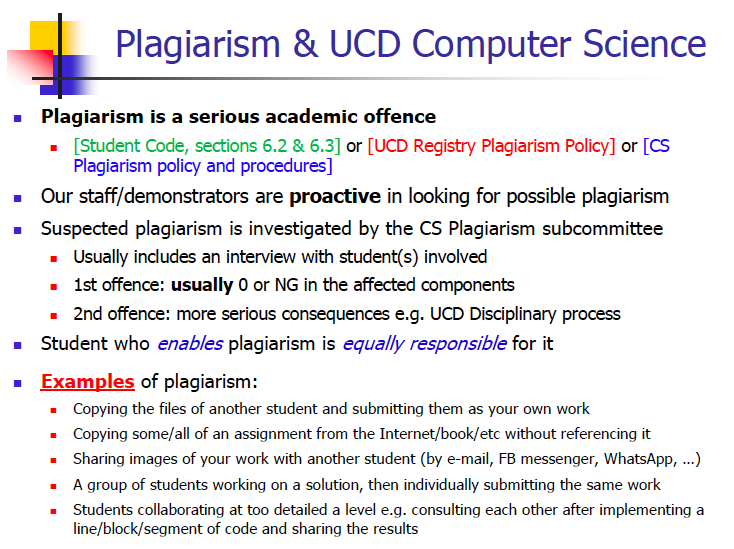 Plagiarism & UCD Computer Science
Plagiarism is a serious academic offence
[Student Code, sections 6.2 & 6.3] or [UCD Registry Plagiarism Policy] or [CS
Plagiarism policy and procedures]
Our staff/demonstrators are proactive in looking for possible plagiarism
Suspected plagiarism is investigated by the CS Plagiarism subcommittee
Usually includes an interview with student(s) involved
1st offence: usually 0 or NG in the affected components
2nd offence: more serious consequences e.g. UCD Disciplinary process
Student who enables plagiarism is equally responsible for it
Examples of plagiarism:
Copying the files of another student and submitting them as your own work
Copying some/all of an assignment from the Internet/book/etc without referencing it
Sharing images of your work with another student (by e-mail, FB messenger, WhatsApp, ...)
A group of students working on a solution, then individually submitting the same work
Students collaborating at too detailed a level e.g. consulting each other after implementing a
line/block/segment of code and sharing the results